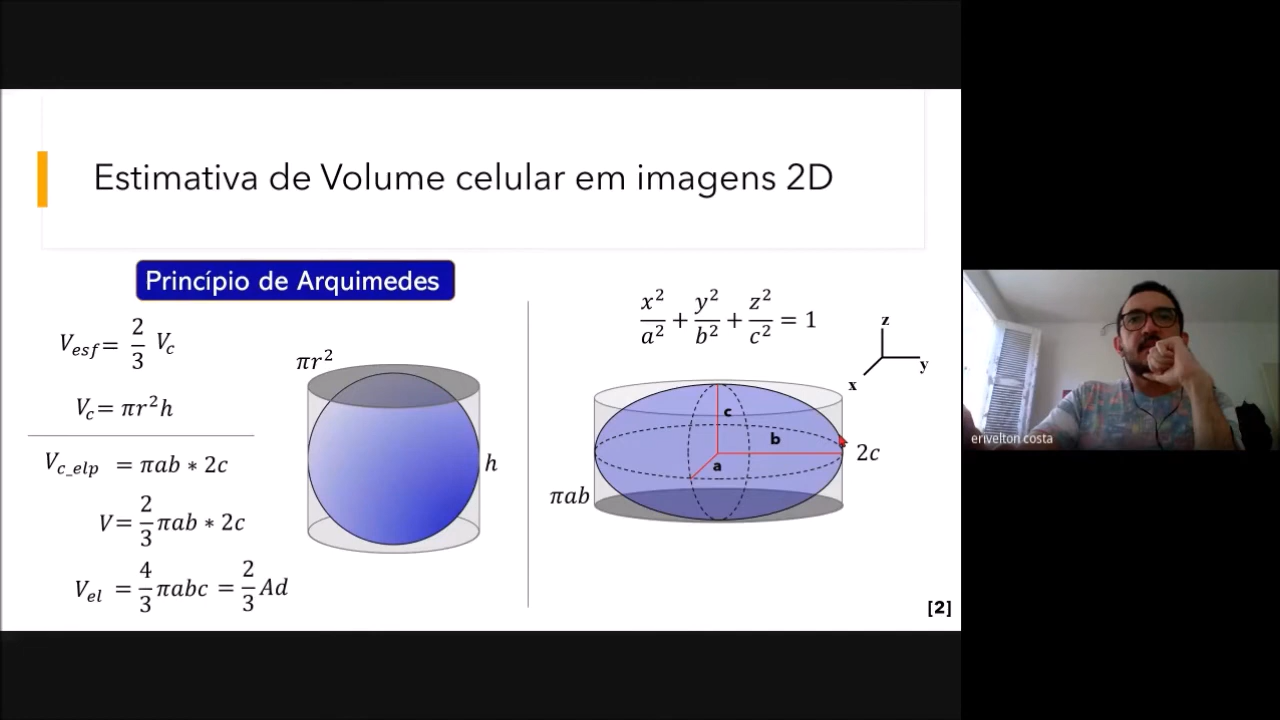 Estimativa de Volume celular em imagens 2D
Princípio de Arquimedes
V_esf = 2/3 V_c
V_c = πr²h
V_c_elp = πab * 2c
V = 2/3 πab * 2c
V_el = 4/3 πabc = 2/3 Ad
πr²
h
x²/a² + y²/b² + z²/c² = 1
z
y
x
c
b
a
2c
πab
[2]
erivelton costa